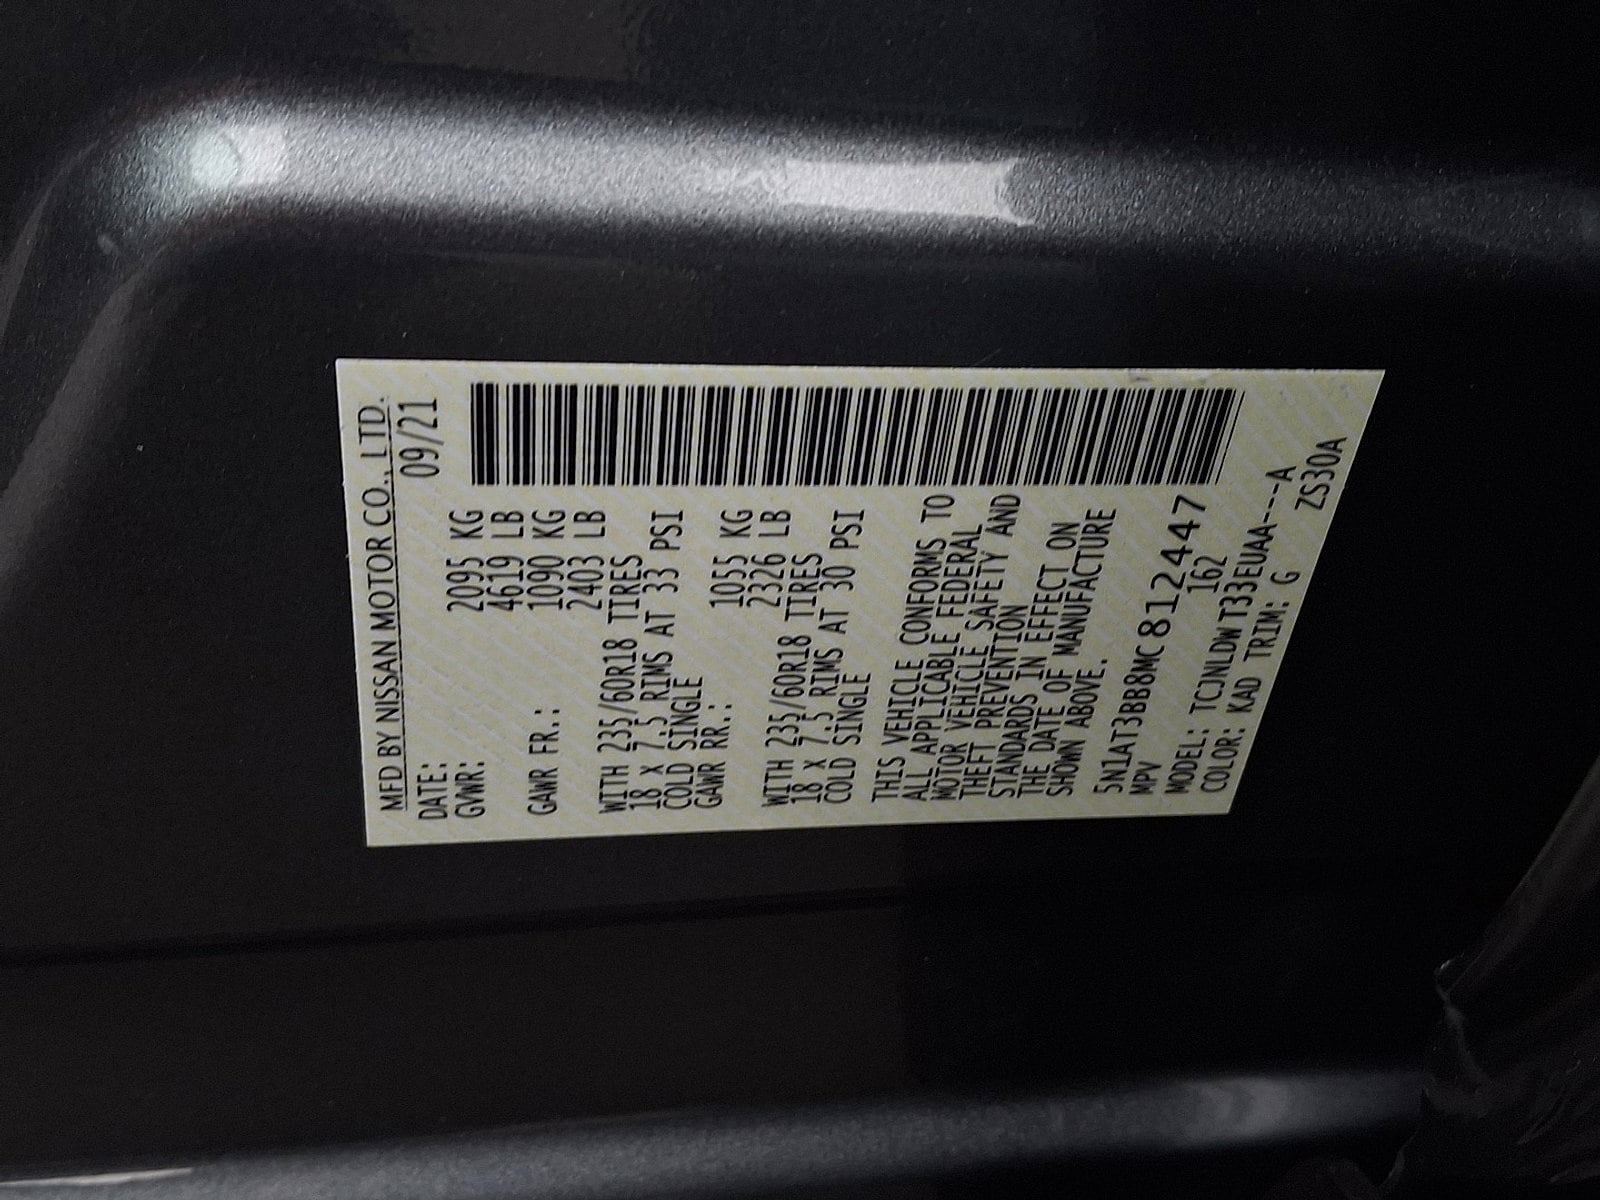 MFD BY NISSAN MOTOR CO., LTD.
DATE: 09/21
GVWR: 2095 KG
4619 LB
GAWR FR.: 1090 KG
2403 LB
WITH 235/60R18 TIRES
18 X 7.5 RIMS AT 33 PSI
COLD SINGLE
GAWR RR.: 1055 KG
2326 LB
WITH 235/60R18 TIRES
18 X 7.5 RIMS AT 30 PSI
COLD SINGLE
THIS VEHICLE CONFORMS TO
ALL APPLICABLE FEDERAL
MOTOR VEHICLE SAFETY AND
THEFT PREVENTION
STANDARDS IN EFFECT ON
THE DATE OF MANUFACTURE
SHOWN ABOVE.
5N1AT3BB8MC812447
MPV 162
MODEL: TCJNLDWT33EUAA----A
COLOR: KAD TRIM: G ZS30A